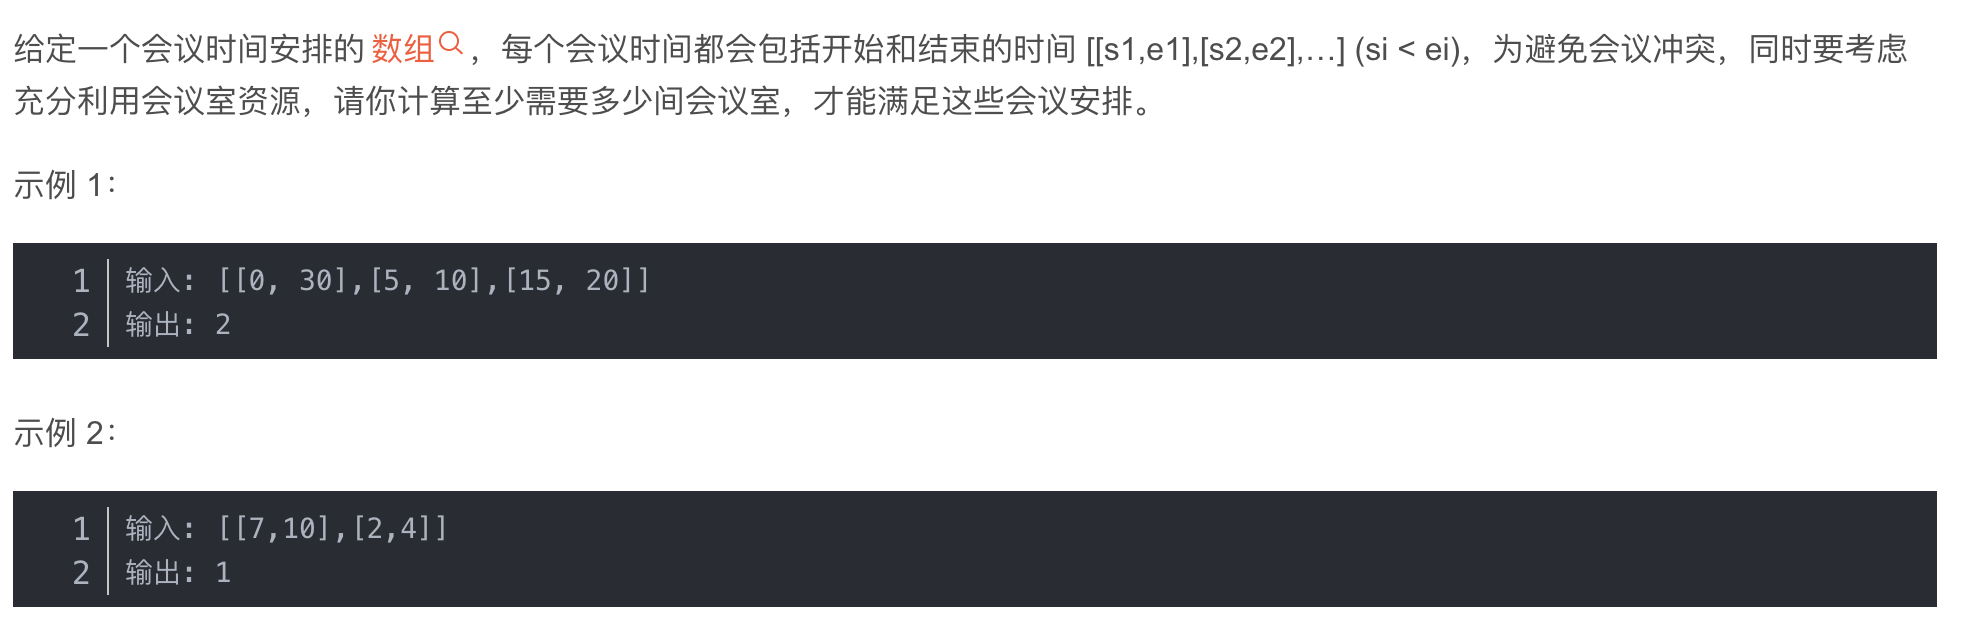 给定一个会议时间安排的 数组，每个会议时间都会包括开始和结束的时间 [[s1,e1],[s2,e2],…] (si < ei)，为避免会议冲突，同时要考虑
充分利用会议室资源，请你计算至少需要多少间会议室，才能满足这些会议安排。
示例 1：
1 输入: [[0, 30],[5, 10],[15, 20]]
2 输出: 2
示例 2：
1 输入: [[7,10],[2,4]]
2 输出: 1